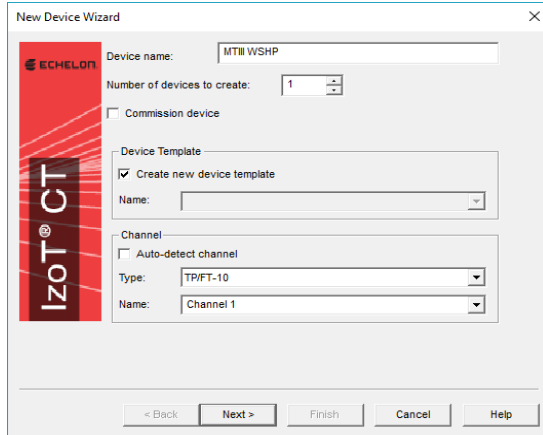 New Device Wizard
ECHELON
IzoT® CT
Device name: MTIII WSHP
Number of devices to create: 1
Commission device
Device Template
Create new device template
Name:
Channel
Auto-detect channel
Type: TP/FT-10
Name: Channel 1
< Back Next > Finish Cancel Help